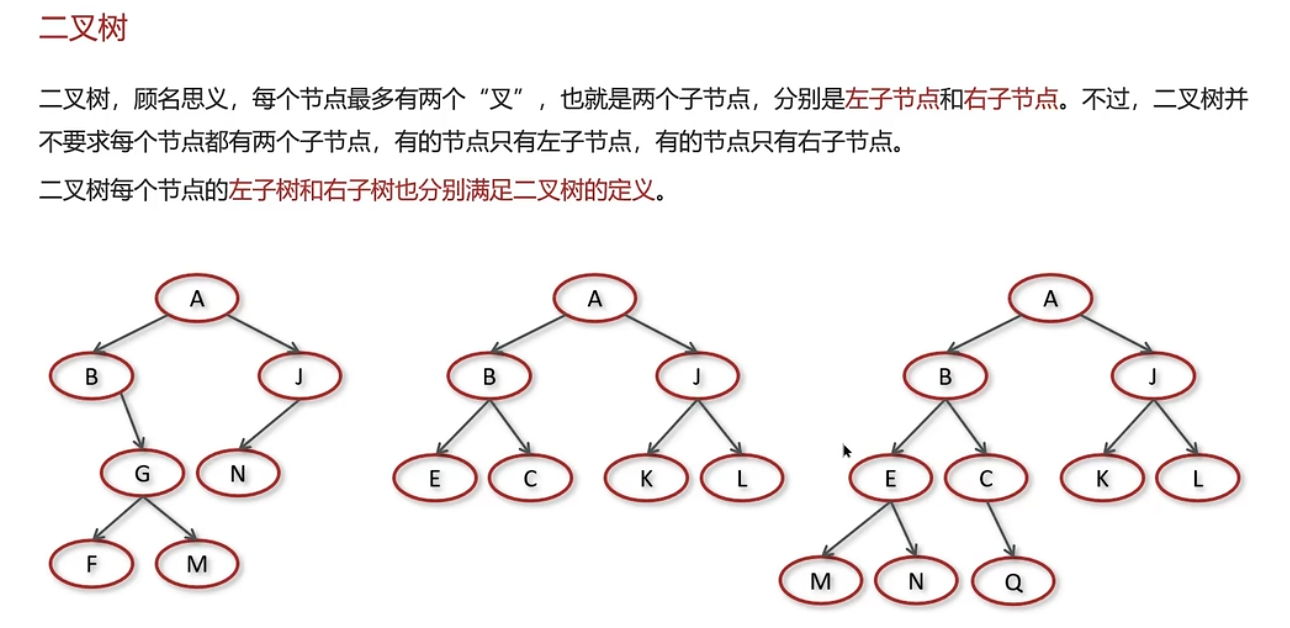 二叉树
二叉树，顾名思义，每个节点最多有两个“叉”，也就是两个子节点，分别是左子节点和右子节点。不过，二叉树并
不要求每个节点都有两个子节点，有的节点只有左子节点，有的节点只有右子节点。
二叉树每个节点的左子树和右子树也分别满足二叉树的定义。
A A A
B J B J B J
G N E C K L E C K L
F M M N Q